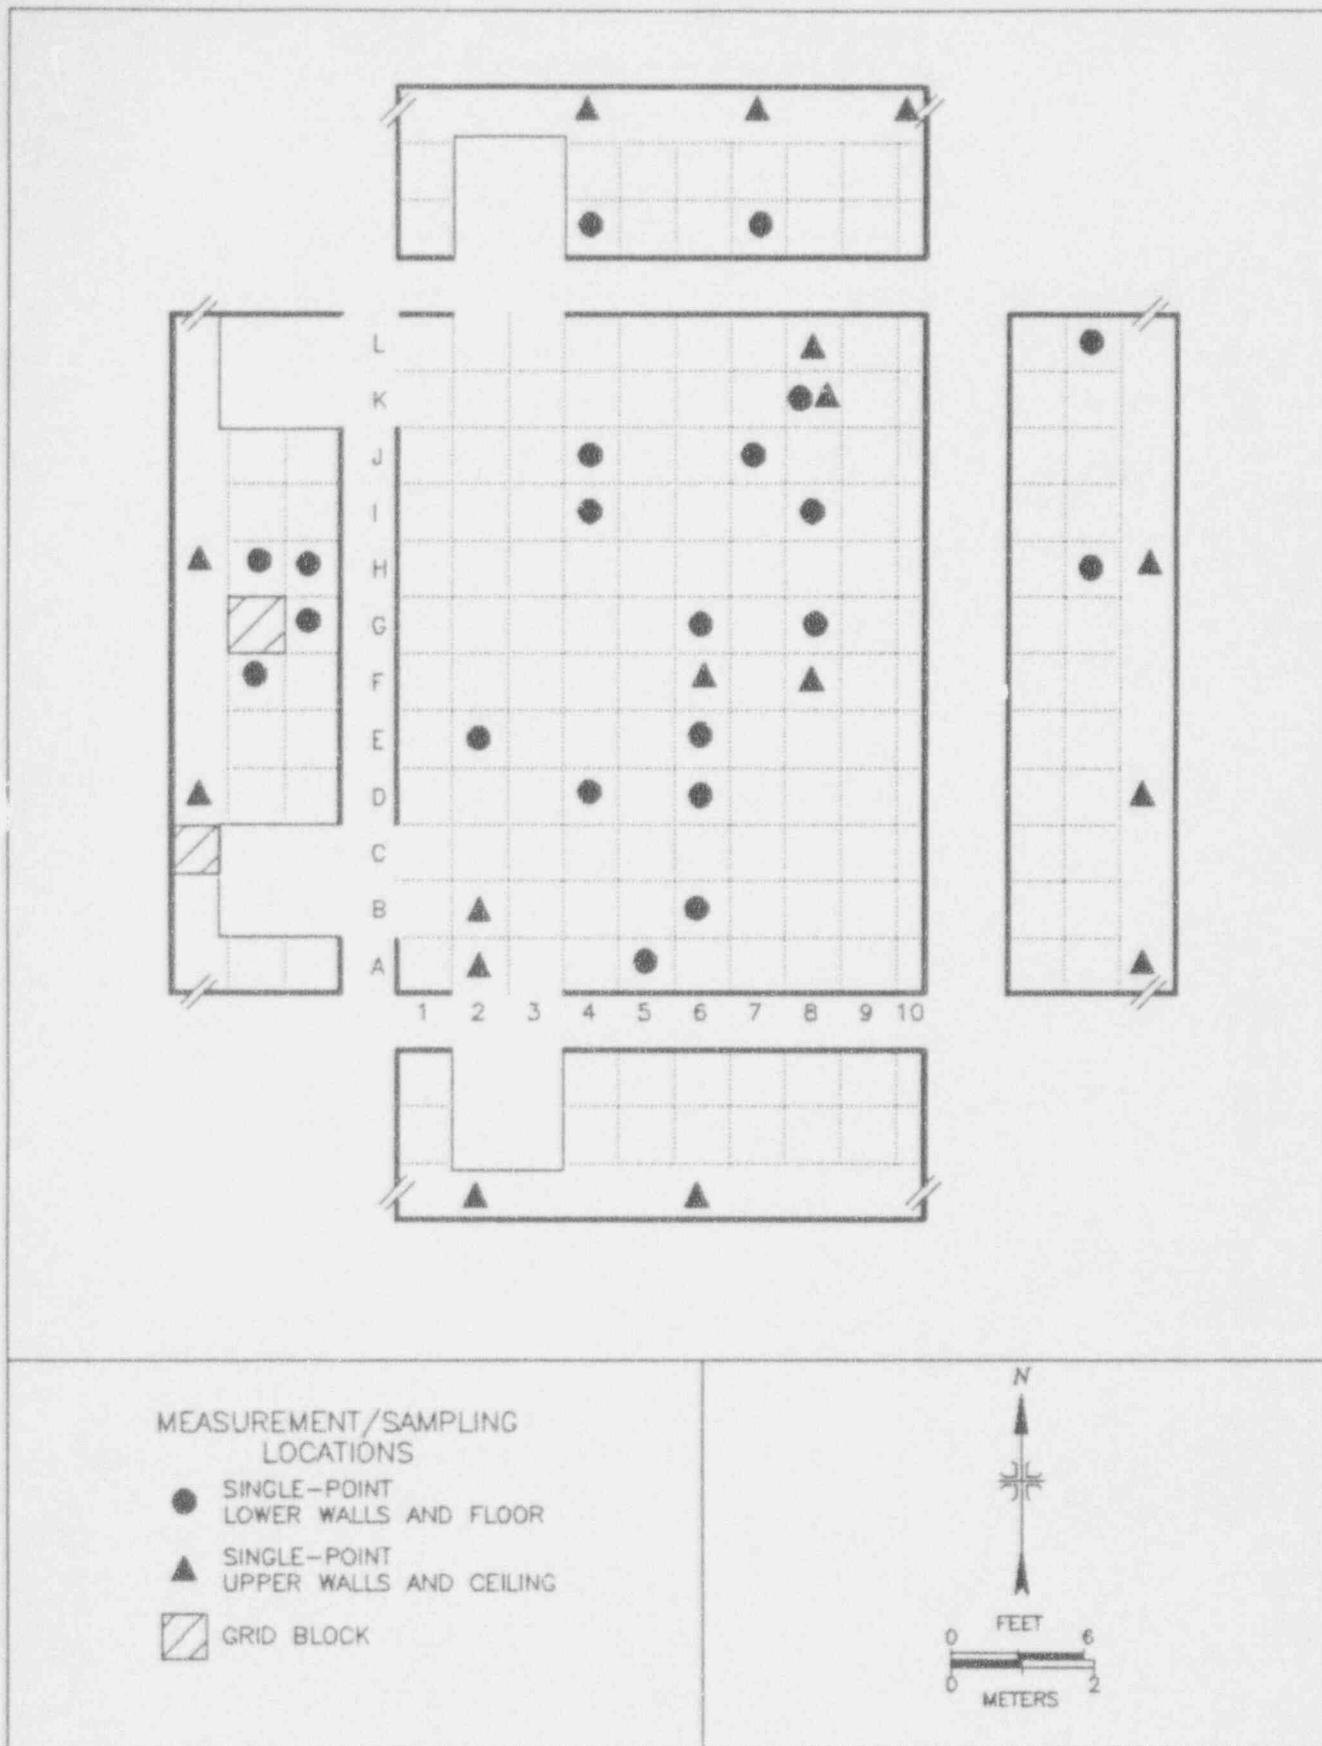 L
K
J
I
H
G
F
E
D
C
B
A
1 2 3 4 5 6 7 8 9 10
MEASUREMENT/SAMPLING
LOCATIONS
SINGLE-POINT
LOWER WALLS AND FLOOR
SINGLE-POINT
UPPER WALLS AND CEILING
GRID BLOCK
N
FEET
0 6
0 2
METERS